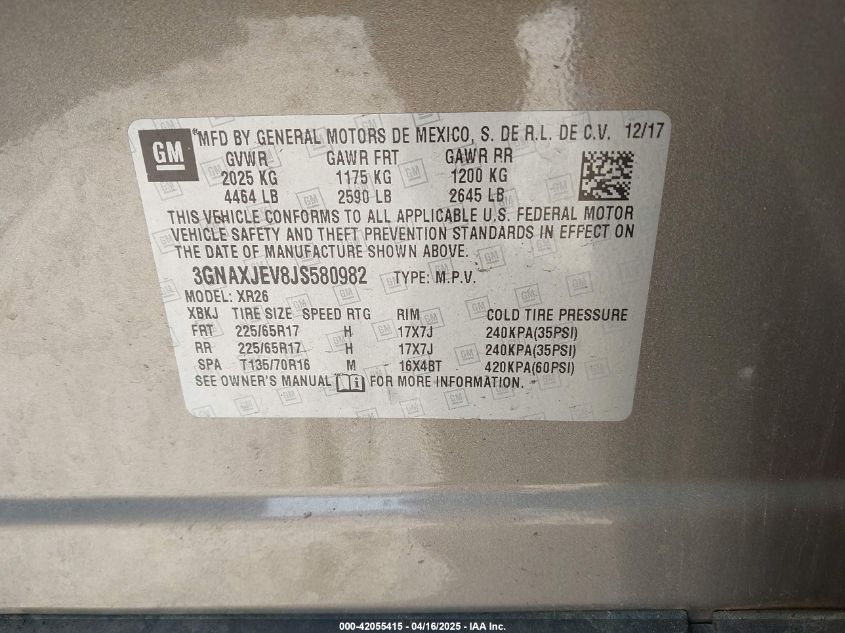 GM ®MFD BY GENERAL MOTORS DE MEXICO, S. DE R.L. DE C.V. 12/17
GVWR GAWR FRT GAWR RR
2025 KG 1175 KG 1200 KG
4464 LB 2590 LB 2645 LB
THIS VEHICLE CONFORMS TO ALL APPLICABLE U.S. FEDERAL MOTOR
VEHICLE SAFETY AND THEFT PREVENTION STANDARDS IN EFFECT ON
THE DATE OF MANUFACTURE SHOWN ABOVE.
3GNAXJEV8JS580982 TYPE: M.P.V.
MODEL: XR26
XBKJ TIRE SIZE SPEED RTG RIM COLD TIRE PRESSURE
FRT 225/65R17 H 17X7J 240KPA(35PSI)
RR 225/65R17 H 17X7J 240KPA(35PSI)
SPA T135/70R16 M 16X4BT 420KPA(60PSI)
SEE OWNER'S MANUAL FOR MORE INFORMATION.
000-42055415 - 04/16/2025 - IAA Inc.